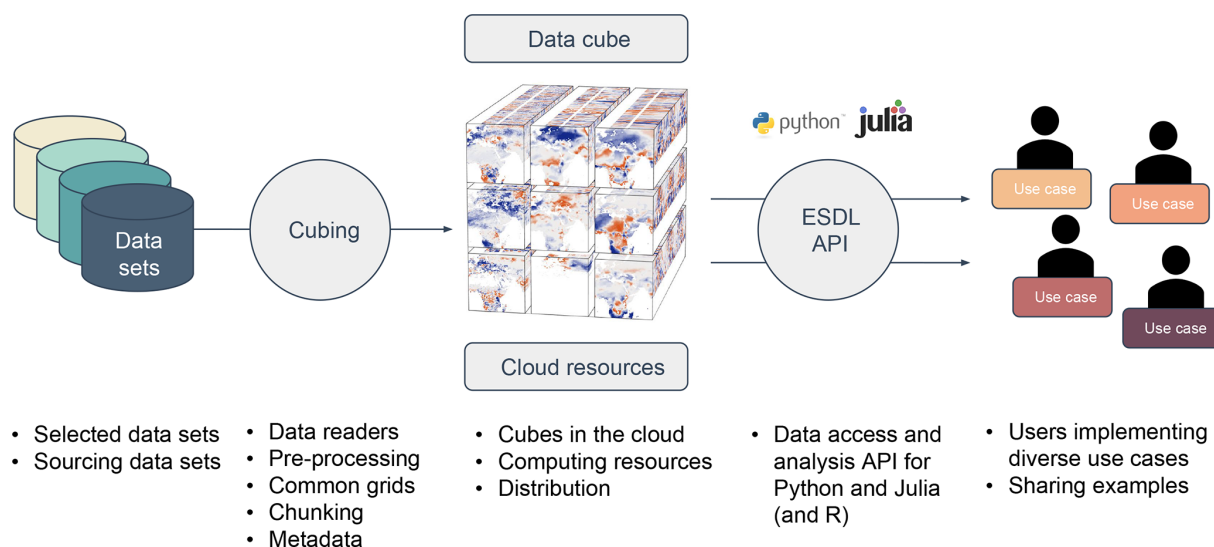 Data cube
python™
julia
Data
sets
Cubing
ESDL
API
Use case
Use case
Use case
Use case
Cloud resources
• Selected data sets
• Sourcing data sets
• Data readers
• Pre-processing
• Common grids
• Chunking
• Metadata
• Cubes in the cloud
• Computing resources
• Distribution
• Data access and
analysis API for
Python and Julia
(and R)
• Users implementing
diverse use cases
• Sharing examples